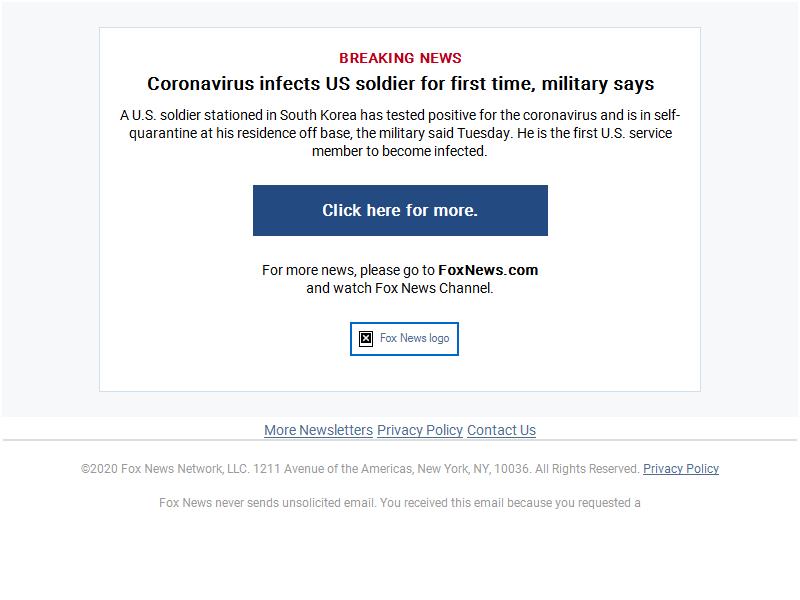 BREAKING NEWS
Coronavirus infects US soldier for first time, military says
A U.S. soldier stationed in South Korea has tested positive for the coronavirus and is in self-
quarantine at his residence off base, the military said Tuesday. He is the first U.S. service
member to become infected.
Click here for more.
For more news, please go to FoxNews.com
and watch Fox News Channel.
Fox News logo
More Newsletters Privacy Policy Contact Us
©2020 Fox News Network, LLC. 1211 Avenue of the Americas, New York, NY, 10036. All Rights Reserved. Privacy Policy
Fox News never sends unsolicited email. You received this email because you requested a